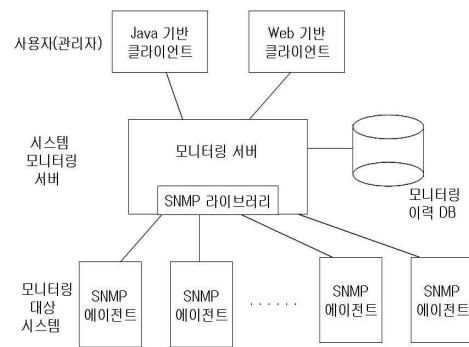 사용자(관리자)
Java 기반
클라이언트
Web 기반
클라이언트
시스템
모니터링
서버
모니터링 서버
SNMP 라이브러리
모니터링
이력 DB
모니터링
대상
시스템
SNMP
에이전트
SNMP
에이전트
. . . . . .
SNMP
에이전트
SNMP
에이전트